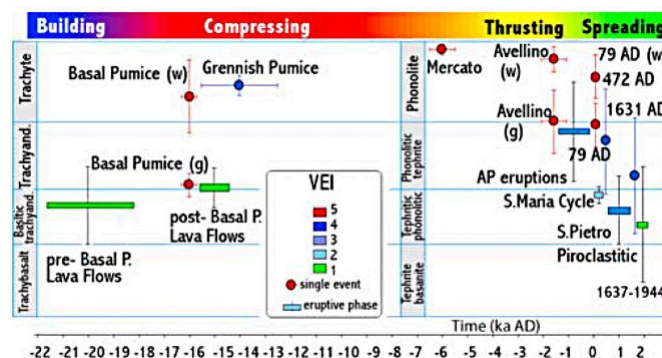 Building Compressing Thrusting Spreading
Trachyte
Trachyand.
Basiltic
trachyand.
Trachybasalt
Basal Pumice (w)
Grennish Pumice
Basal Pumice (g)
post- Basal P.
Lava Flows
pre- Basal P.
Lava Flows
VEI
5
4
3
2
1
single event
eruptive phase
Phonolite
Phonolitic
tephrite
Tephritic
phonolitic
Tephrite
basanite
Mercato
Avellino
(w)
79 AD (w)
472 AD
1631 AD
Avellino
(g)
79 AD
AP eruptions
S.Maria Cycle
S.Pietro
Piroclastitic
1637-1944
Time (ka AD)
-22 -21 -20 -19 -18 -17 -16 -15 -14 -13 -12 -11 -10 -9 -8 -7 -6 -5 -4 -3 -2 -1 0 1 2